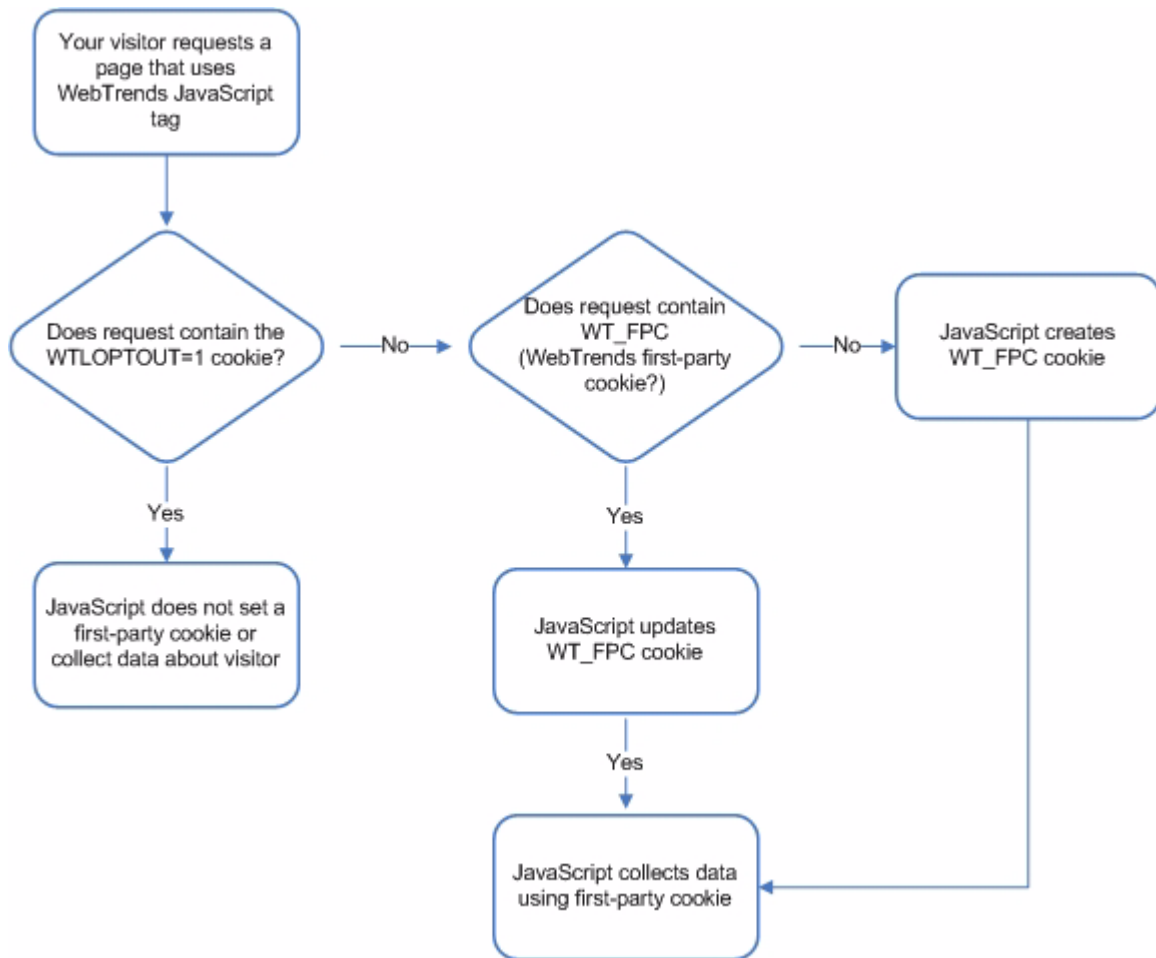 Your visitor requests a
page that uses
WebTrends JavaScript
tag
Does request contain the
WTLOPTOUT=1 cookie?
No
Does request contain
WT_FPC
(WebTrends first-party
cookie?)
No
JavaScript creates
WT_FPC cookie
Yes
JavaScript does not set a
first-party cookie or
collect data about visitor
Yes
JavaScript updates
WT_FPC cookie
Yes
JavaScript collects data
using first-party cookie